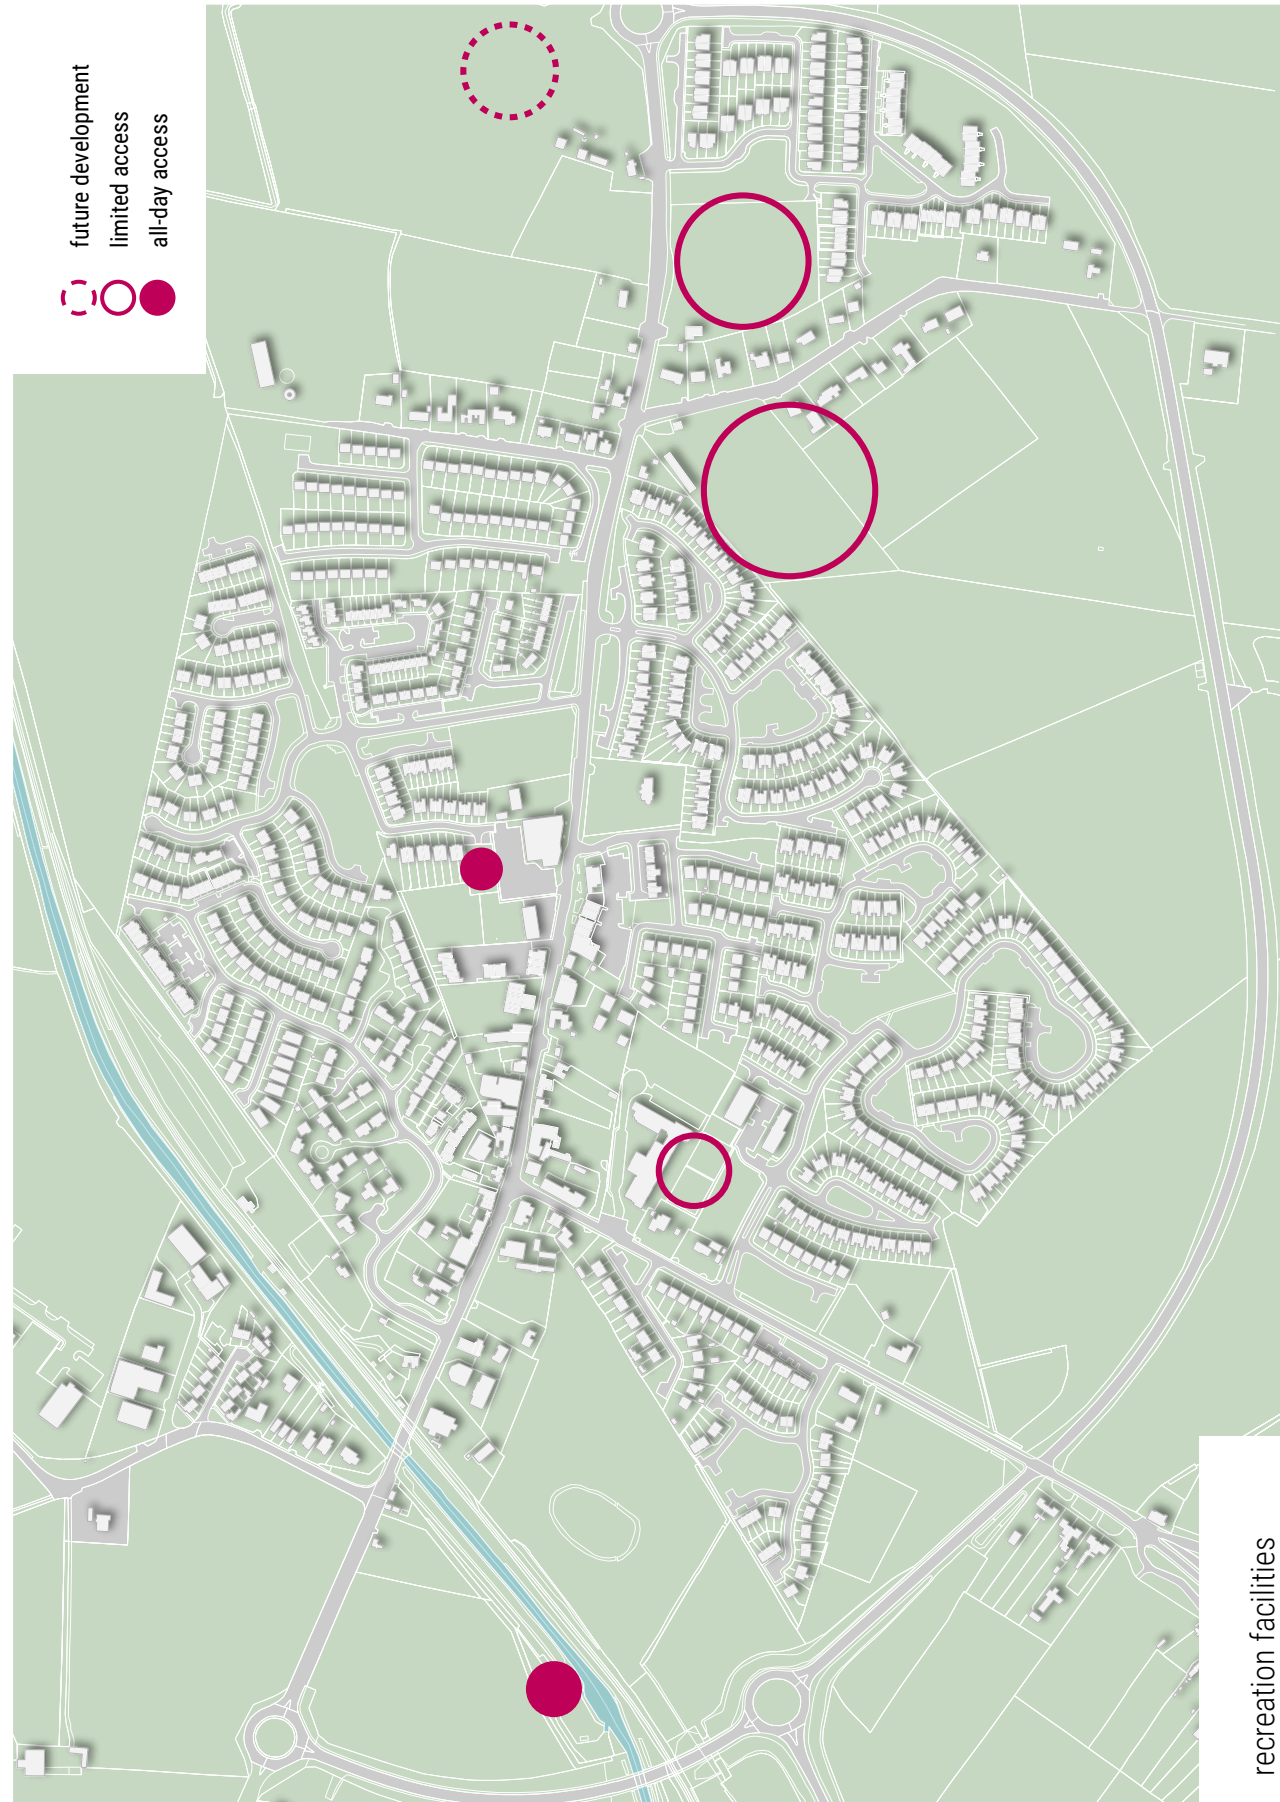 future development
limited access
all-day access
recreation facilities